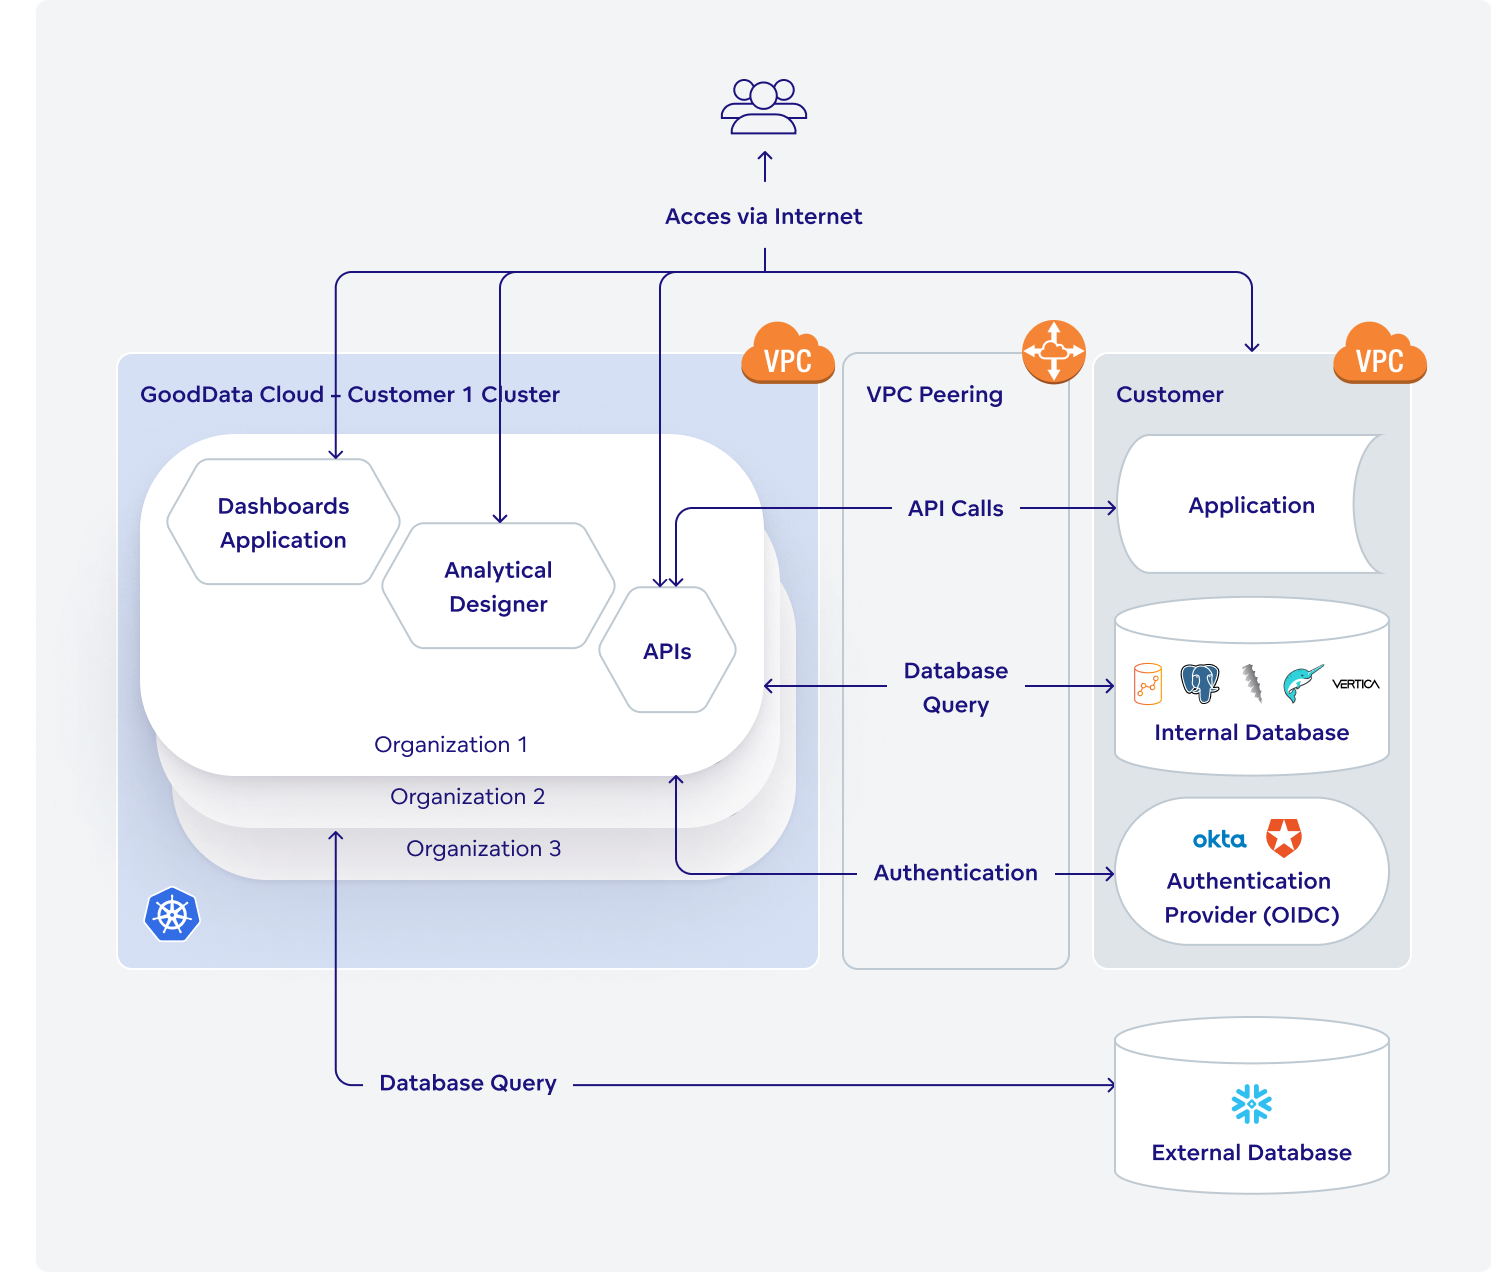 Acces via Internet
VPC
VPC
GoodData Cloud - Customer 1 Cluster
VPC Peering
Customer
Dashboards
Application
Analytical
Designer
APIs
API Calls
Application
Database
Query
VERTICA
Internal Database
Organization 1
Organization 2
Organization 3
Authentication
okta
Authentication
Provider (OIDC)
Database Query
External Database